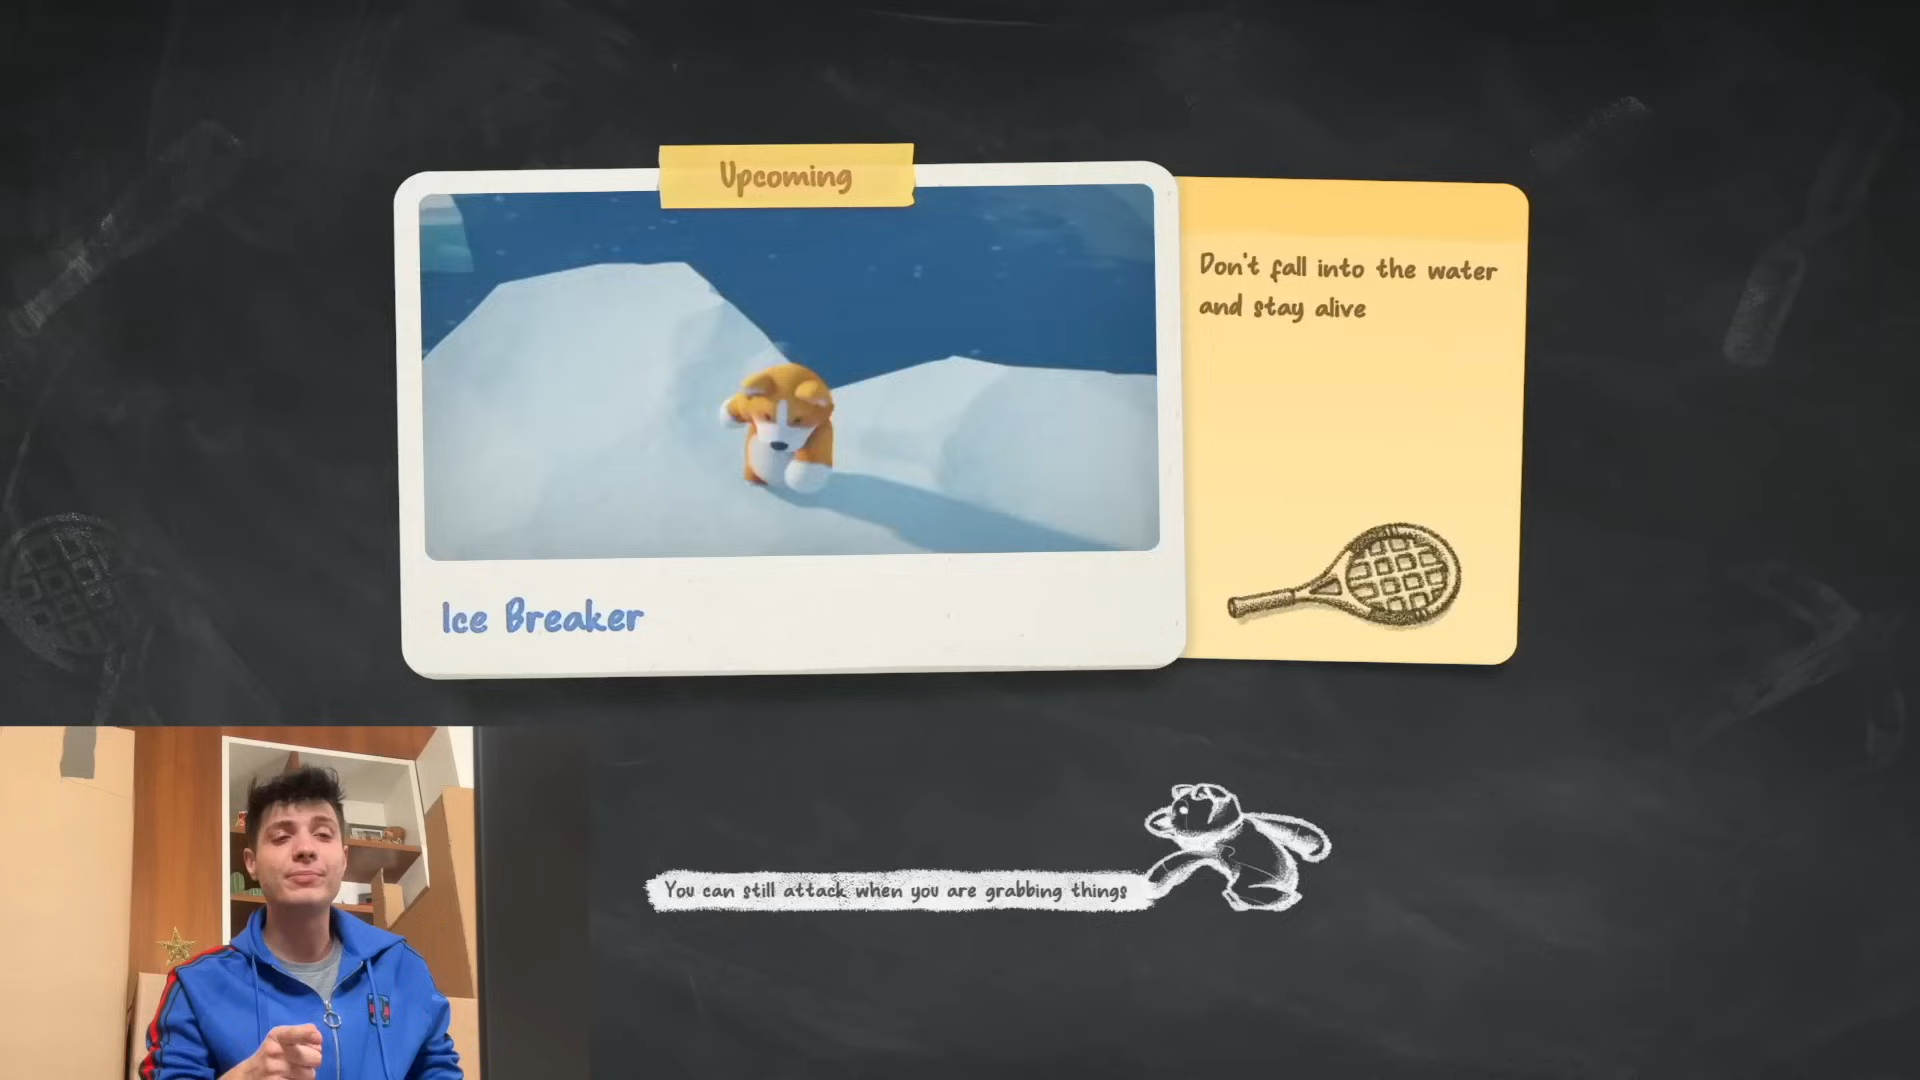 Upcoming
Don't fall into the water
and stay alive
Ice Breaker
You can still attack when you are grabbing things